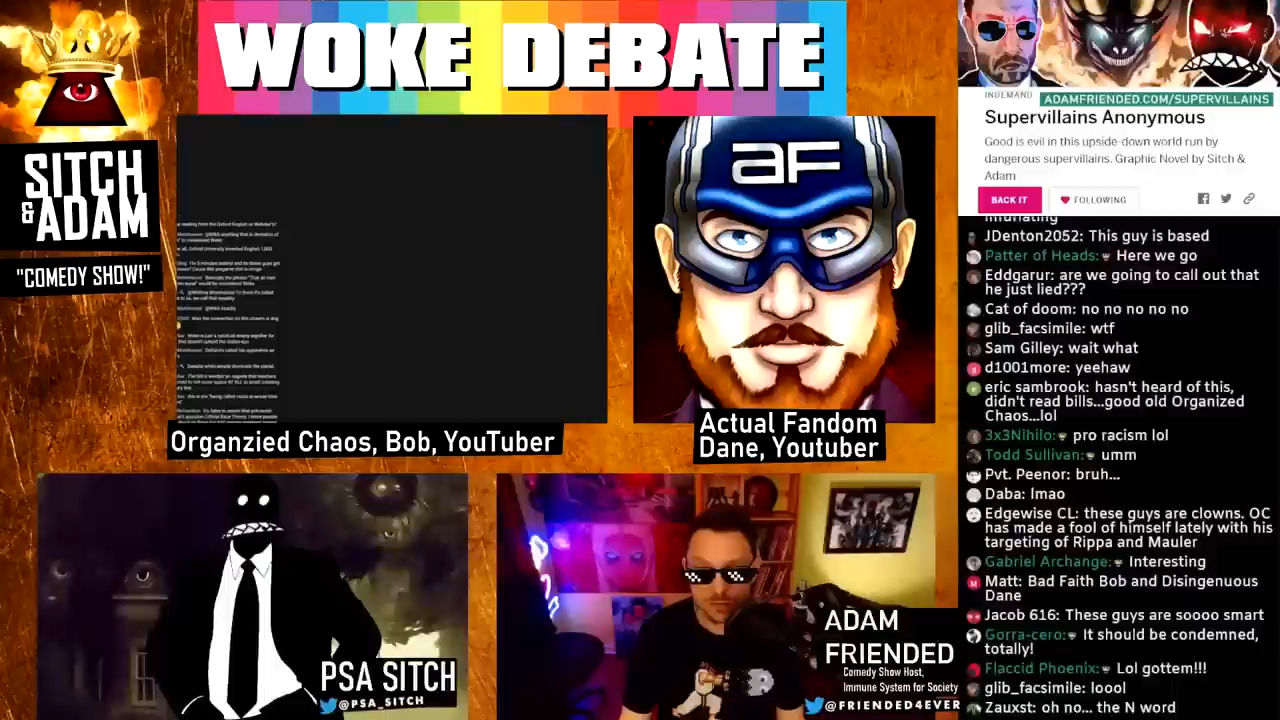 WOKE DEBATE
SITCH
& ADAM
"COMEDY SHOW!"
aF
Organzied Chaos, Bob, YouTuber
Actual Fandom
Dane, Youtuber
PSA SITCH
@PSA_SITCH
ADAM
FRIENDED
Comedy Show Host,
Immune System for Society
@FRIENDED4EVER
INDEMAND
ADAMFRIENDED.COM/SUPERVILLAINS
Supervillains Anonymous
Good is evil in this upside-down world run by
dangerous supervillains. Graphic Novel by Sitch &
Adam
BACK IT
FOLLOWING
infuriating
JDenton2052: This guy is based
Patter of Heads: Here we go
Eddgarur: are we going to call out that
he just lied???
Cat of doom: no no no no no
glib_facsimile: wtf
Sam Gilley: wait what
d1001more: yeehaw
eric sambrook: hasn't heard of this,
didn't read bills...good old Organized
Chaos...lol
3x3Nihilo: pro racism lol
Todd Sullivan: umm
Pvt. Peenor: bruh...
Daba: lmao
Edgewise CL: these guys are clowns. OC
has made a fool of himself lately with his
targeting of Rippa and Mauler
Gabriel Archange: Interesting
Matt: Bad Faith Bob and Disingenuous
Dane
Jacob 616: These guys are soooo smart
Gorra-cero: It should be condemned,
totally!
Flaccid Phoenix: Lol gottem!!!
glib_facsimile: loool
Zauxst: oh no... the N word